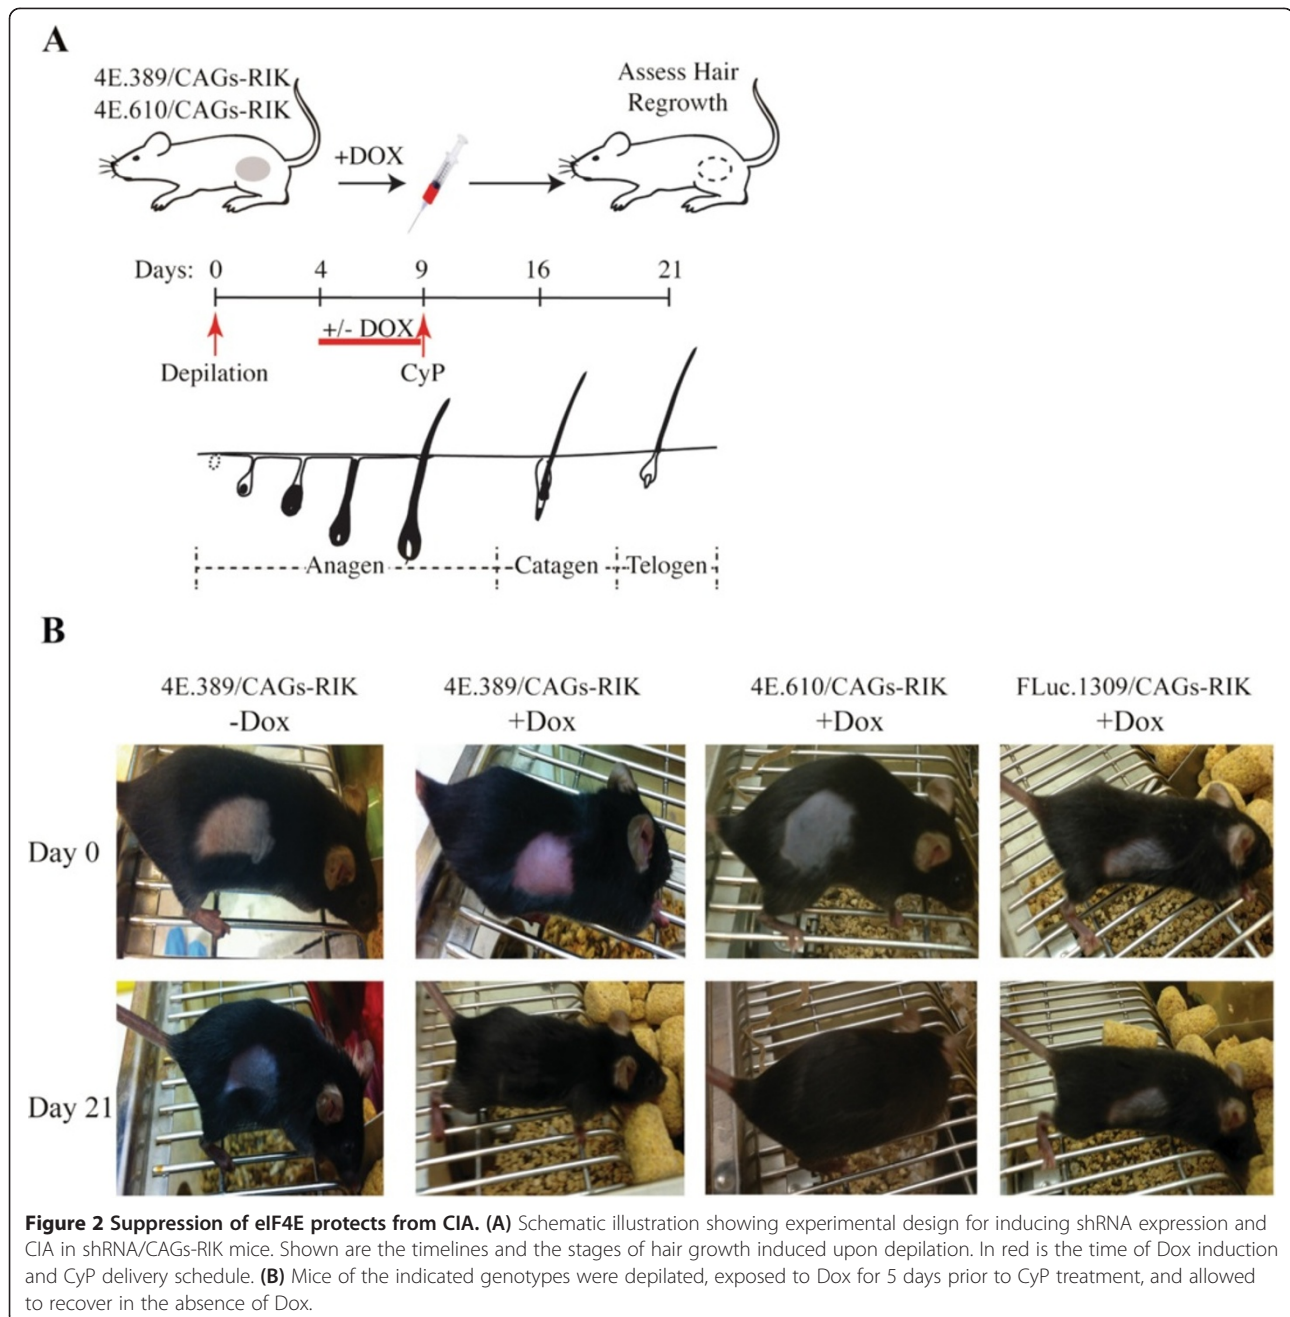 A
4E.389/CAGs-RIK
4E.610/CAGs-RIK
+DOX
Assess Hair
Regrowth
Days: 0 4 9 16 21
+/- DOX
Depilation CyP
Anagen Catagen Telogen
B
4E.389/CAGs-RIK 4E.389/CAGs-RIK 4E.610/CAGs-RIK FLuc.1309/CAGs-RIK
-Dox +Dox +Dox +Dox
Day 0
Day 21
Figure 2 Suppression of eIF4E protects from CIA. (A) Schematic illustration showing experimental design for inducing shRNA expression and
CIA in shRNA/CAGs-RIK mice. Shown are the timelines and the stages of hair growth induced upon depilation. In red is the time of Dox induction
and CyP delivery schedule. (B) Mice of the indicated genotypes were depilated, exposed to Dox for 5 days prior to CyP treatment, and allowed
to recover in the absence of Dox.